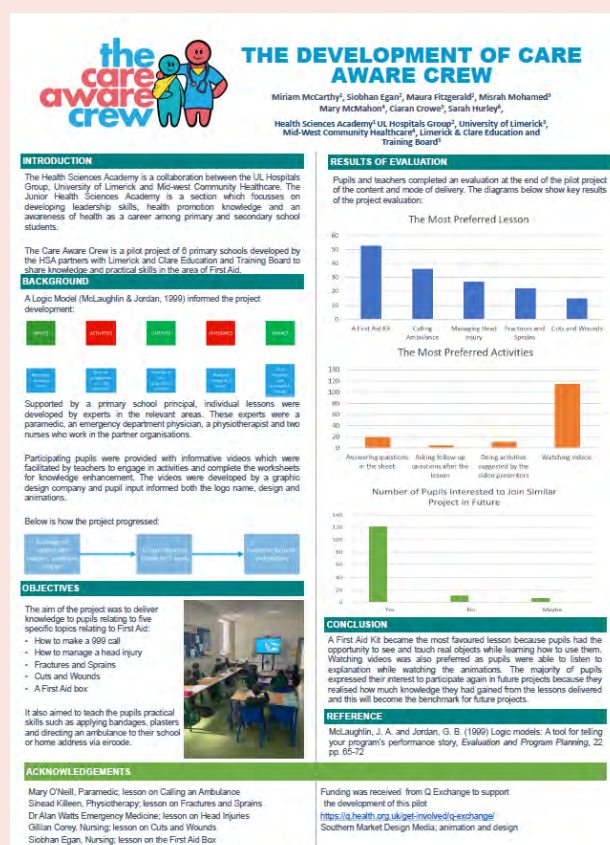 the
care
aware
crew
THE DEVELOPMENT OF CARE
AWARE CREW
Miriam McCarthy¹, Siobhan Egan², Maura Fitzgerald², Misrah Mohamed³
Mary McMahon⁴, Ciaran Crowe⁵, Sarah Hurley⁶,
Health Sciences Academy¹ UL Hospitals Group², University of Limerick³,
Mid-West Community Healthcare⁴, Limerick & Clare Education and
Training Board⁵
INTRODUCTION
The Health Sciences Academy is a collaboration between the UL Hospitals
Group, University of Limerick and Mid-west Community Healthcare. The
Junior Health Sciences Academy is a section which focusses on
developing leadership skills, health promotion knowledge and an
awareness of health as a career among primary and secondary school
students.
The Care Aware Crew is a pilot project of 6 primary schools developed by
the HSA partners with Limerick and Clare Education and Training Board to
share knowledge and practical skills in the area of First Aid.
BACKGROUND
A Logic Model (McLaughlin & Jordan, 1999) informed the project
development:
INPUTS
ACTIVITIES
OUTPUTS
OUTCOMES
IMPACT
Supported by a primary school principal, individual lessons were
developed by experts in the relevant areas. These experts were a
paramedic, an emergency department physician, a physiotherapist and two
nurses who work in the partner organisations.
Participating pupils were provided with informative videos which were
facilitated by teachers to engage in activities and complete the worksheets
for knowledge enhancement. The videos were developed by a graphic
design company and pupil input informed both the logo name, design and
animations.
Below is how the project progressed:
OBJECTIVES
The aim of the project was to deliver
knowledge to pupils relating to five
specific topics relating to First Aid:
- How to make a 999 call
- How to manage a head injury
- Fractures and Sprains
- Cuts and Wounds
- A First Aid box
It also aimed to teach the pupils practical
skills such as applying bandages, plasters
and directing an ambulance to their school
or home address via eircode.
RESULTS OF EVALUATION
Pupils and teachers completed an evaluation at the end of the pilot project
of the content and mode of delivery. The diagrams below show key results
of the project evaluation:
The Most Preferred Lesson
60
50
40
30
20
10
0
A First Aid Kit
Calling Ambulance
Managing Head Injury
Fractures and Sprains
Cuts and Wounds
The Most Preferred Activities
140
120
100
80
60
40
20
0
Answering questions in the sheet
Asking follow up questions after the lesson
Doing activities suggested by the video presenters
Watching videos
Number of Pupils Interested to Join Similar
Project in Future
140
120
100
80
60
40
20
0
Yes
No
Maybe
CONCLUSION
A First Aid Kit became the most favoured lesson because pupils had the
opportunity to see and touch real objects while learning how to use them.
Watching videos was also preferred as pupils were able to listen to
explanation while watching the animations. The majority of pupils
expressed their interest to participate again in future projects because they
realised how much knowledge they had gained from the lessons delivered
and this will become the benchmark for future projects.
REFERENCE
McLaughlin, J. A. and Jordan, G. B. (1999) Logic models: A tool for telling
your program's performance story, Evaluation and Program Planning, 22
pp. 65-72
ACKNOWLEDGEMENTS
Mary O'Neill, Paramedic; lesson on Calling an Ambulance
Sinead Killeen, Physiotherapy; lesson on Fractures and Sprains
Dr Alan Watts Emergency Medicine; lesson on Head Injuries
Gillian Corey, Nursing; lesson on Cuts and Wounds
Siobhan Egan, Nursing; lesson on the First Aid Box
Funding was received from Q Exchange to support
the development of this pilot
https://q.health.org.uk/get-involved/q-exchange/
Southern Market Design Media; animation and design